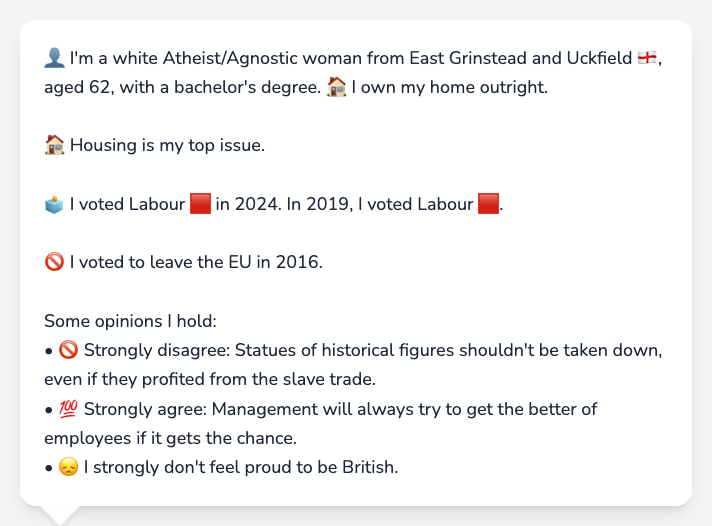 👤 I'm a white Atheist/Agnostic woman from East Grinstead and Uckfield 🏴󠁧󠁢󠁥󠁮󠁧󠁿,
aged 62, with a bachelor's degree. 🏠 I own my home outright.
🏠 Housing is my top issue.
🗳️ I voted Labour 🟥 in 2024. In 2019, I voted Labour 🟥.
🚫 I voted to leave the EU in 2016.
Some opinions I hold:
• 🚫 Strongly disagree: Statues of historical figures shouldn't be taken down,
even if they profited from the slave trade.
• 💯 Strongly agree: Management will always try to get the better of
employees if it gets the chance.
• 😞 I strongly don't feel proud to be British.